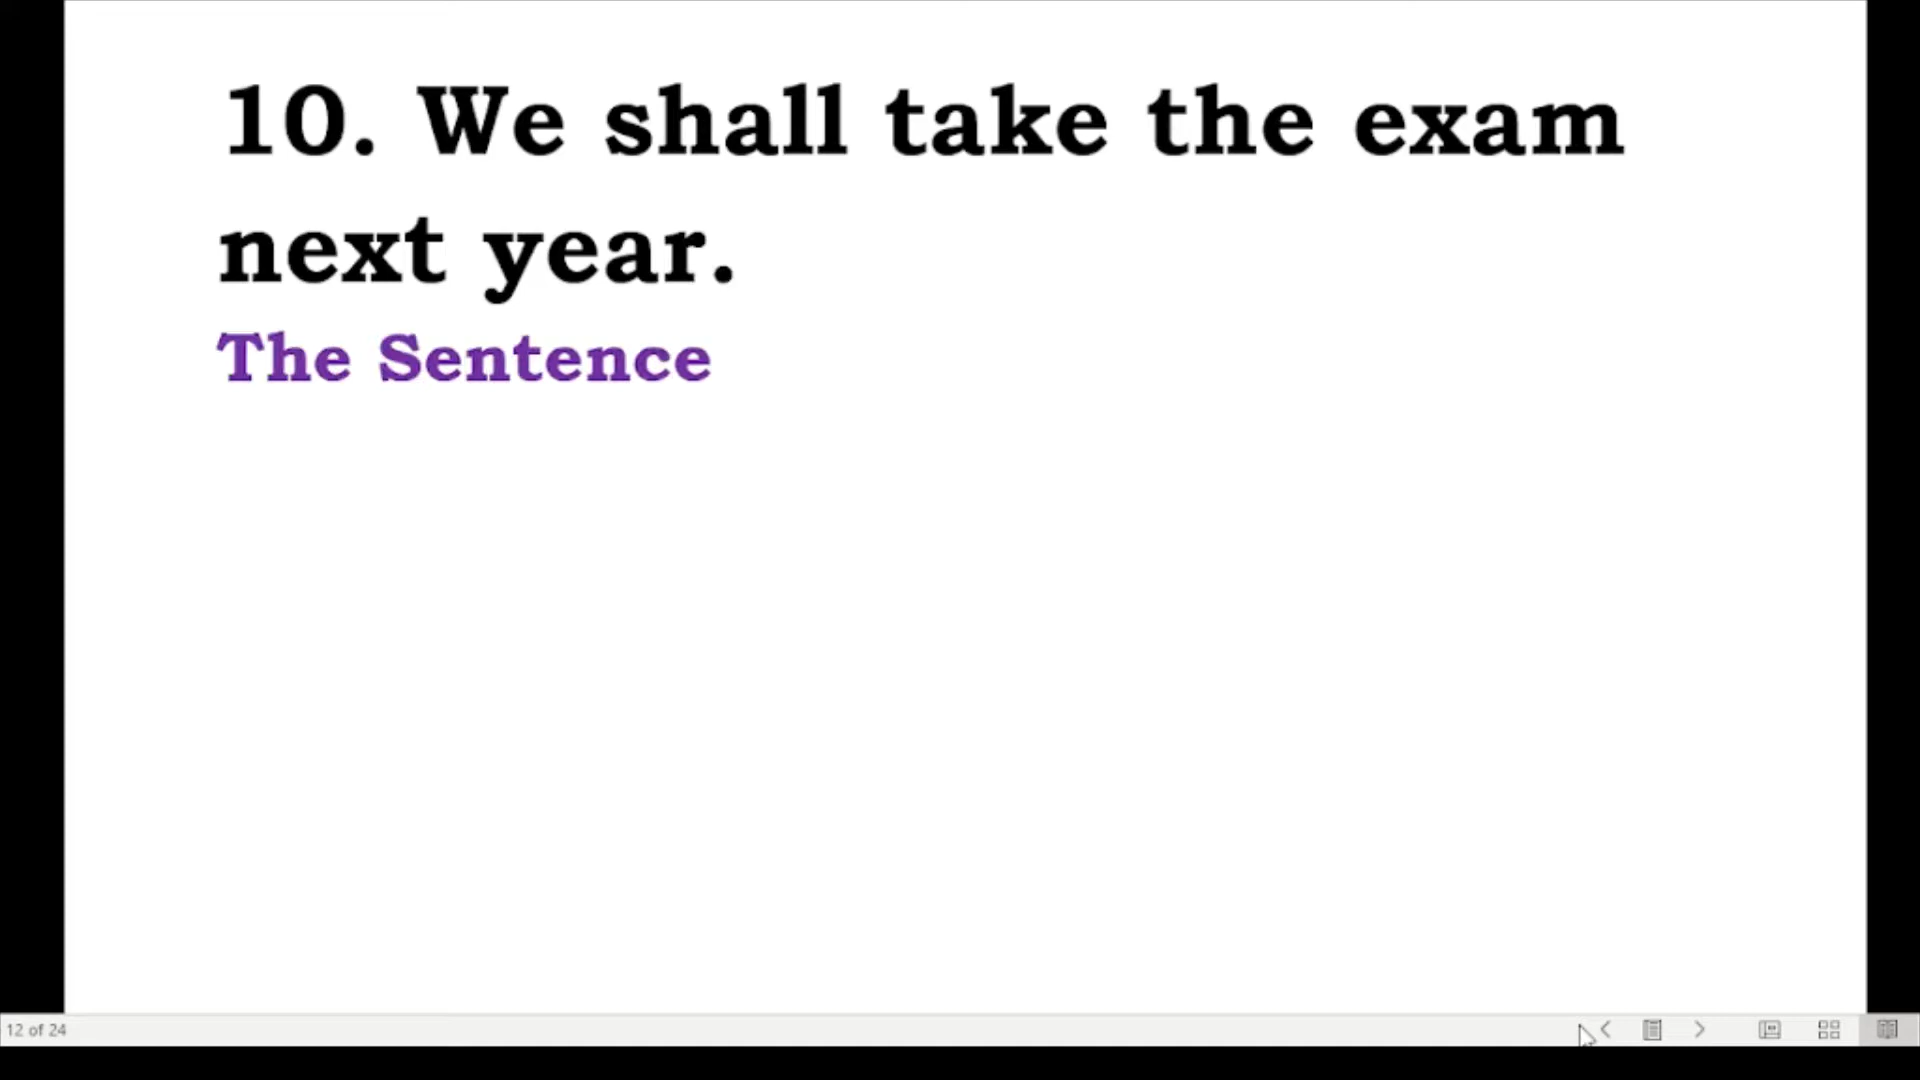 10. We shall take the exam
next year.
The Sentence
12 of 24